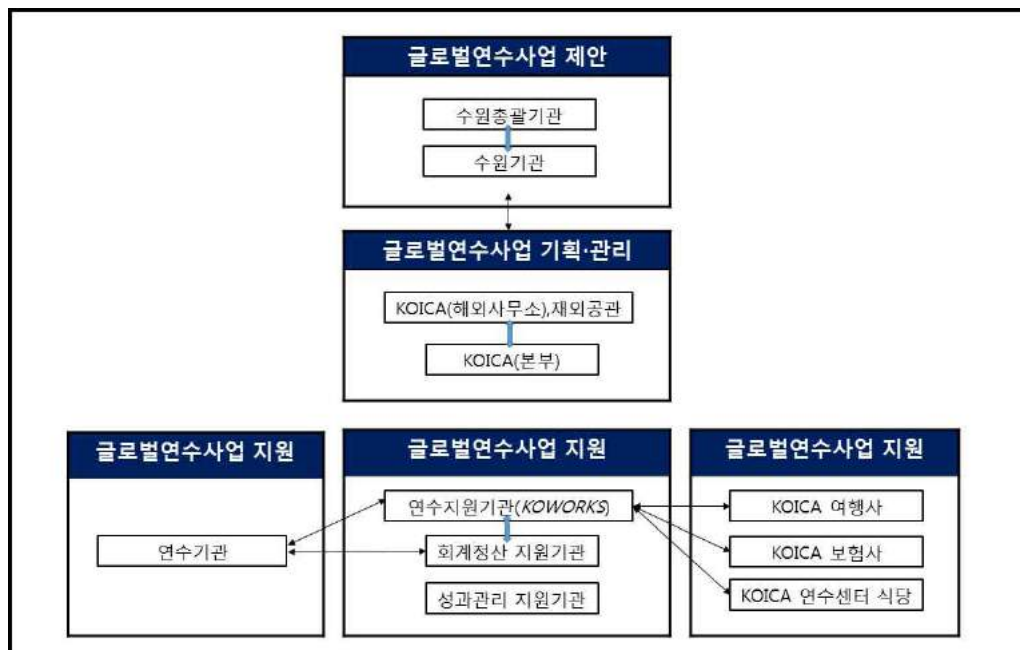 글로벌연수사업 제안
수원총괄기관
수원기관
글로벌연수사업 기획·관리
KOICA(해외사무소),재외공관
KOICA(본부)
글로벌연수사업 지원
연수기관
글로벌연수사업 지원
연수지원기관(KOWORKS)
회계정산 지원기관
성과관리 지원기관
글로벌연수사업 지원
KOICA 여행사
KOICA 보험사
KOICA 연수센터 식당